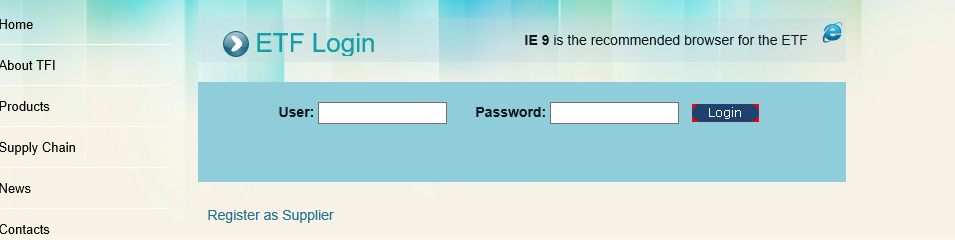 Home
About TFI
Products
Supply Chain
News
Contacts
ETF Login
IE 9 is the recommended browser for the ETF
User:
Password:
Login
Register as Supplier